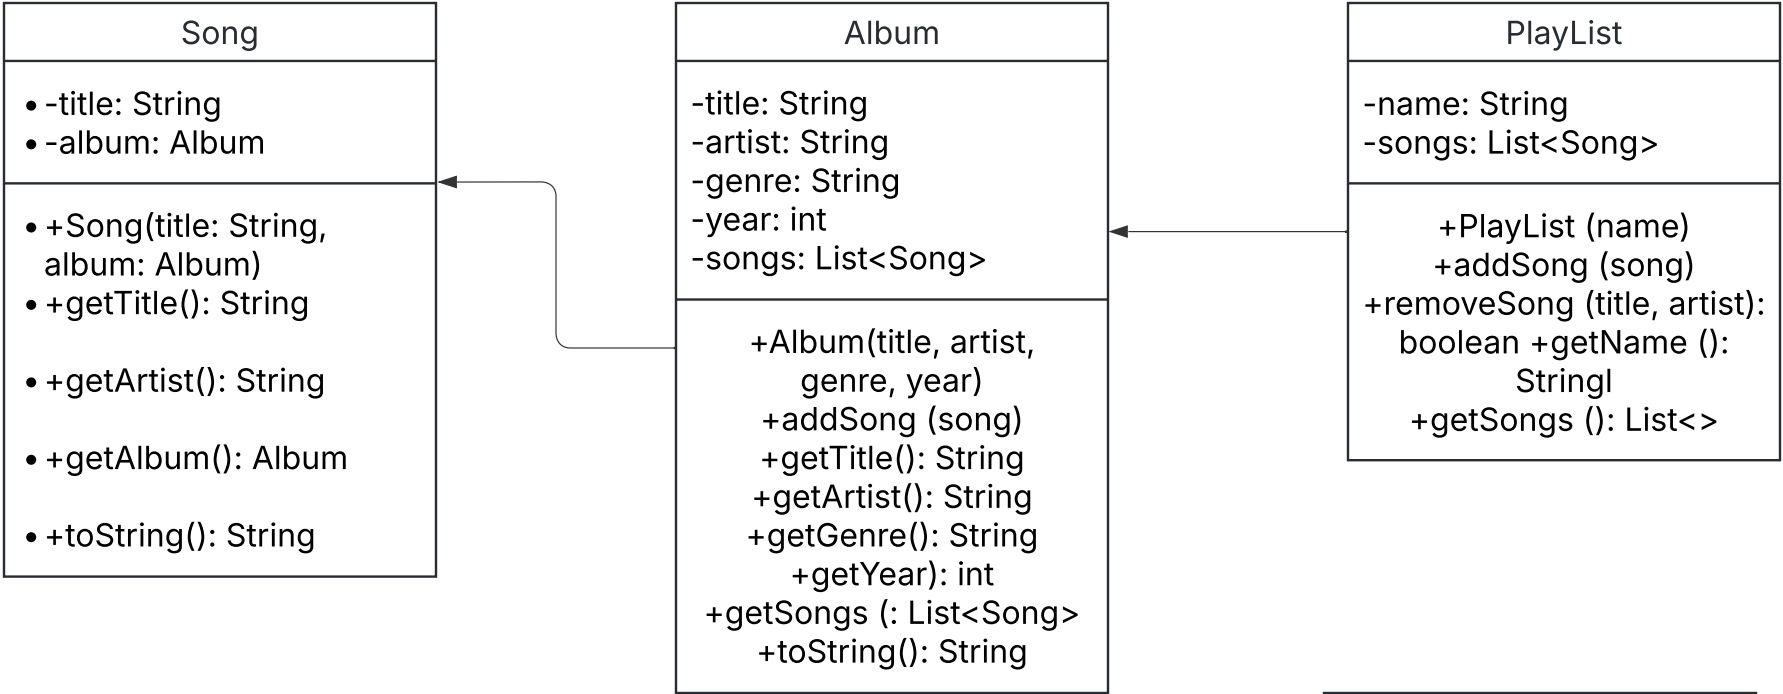 Song
• -title: String
• -album: Album
• +Song(title: String,
album: Album)
• +getTitle(): String
• +getArtist(): String
• +getAlbum(): Album
• +toString(): String
Album
-title: String
-artist: String
-genre: String
-year: int
-songs: List<Song>
+Album(title, artist,
genre, year)
+addSong (song)
+getTitle(): String
+getArtist(): String
+getGenre(): String
+getYear): int
+getSongs (: List<Song>
+toString(): String
PlayList
-name: String
-songs: List<Song>
+PlayList (name)
+addSong (song)
+removeSong (title, artist):
boolean +getName ():
Stringl
+getSongs (): List<>